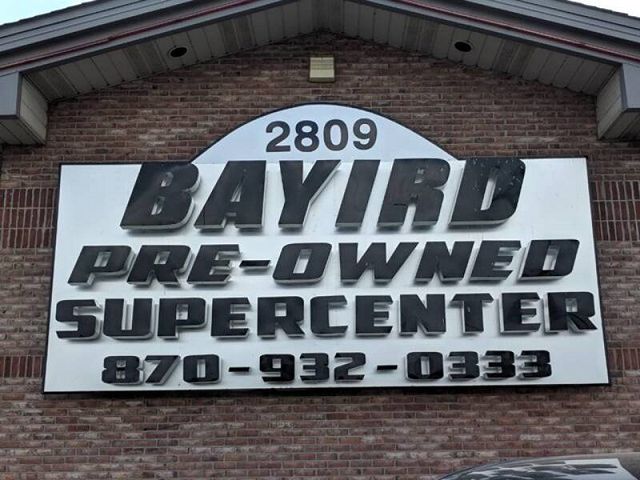 2809
BAYIRD
PRE-OWNED
SUPERCENTER
870-932-0333